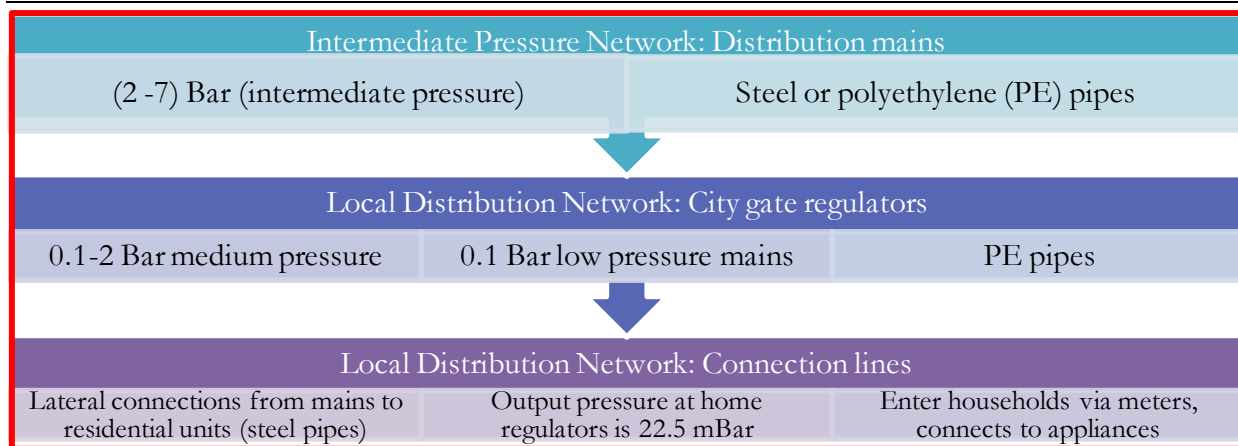 Intermediate Pressure Network: Distribution mains
(2 -7) Bar (intermediate pressure)
Steel or polyethylene (PE) pipes
Local Distribution Network: City gate regulators
0.1-2 Bar medium pressure
0.1 Bar low pressure mains
PE pipes
Local Distribution Network: Connection lines
Lateral connections from mains to
residential units (steel pipes)
Output pressure at home
regulators is 22.5 mBar
Enter households via meters,
connects to appliances